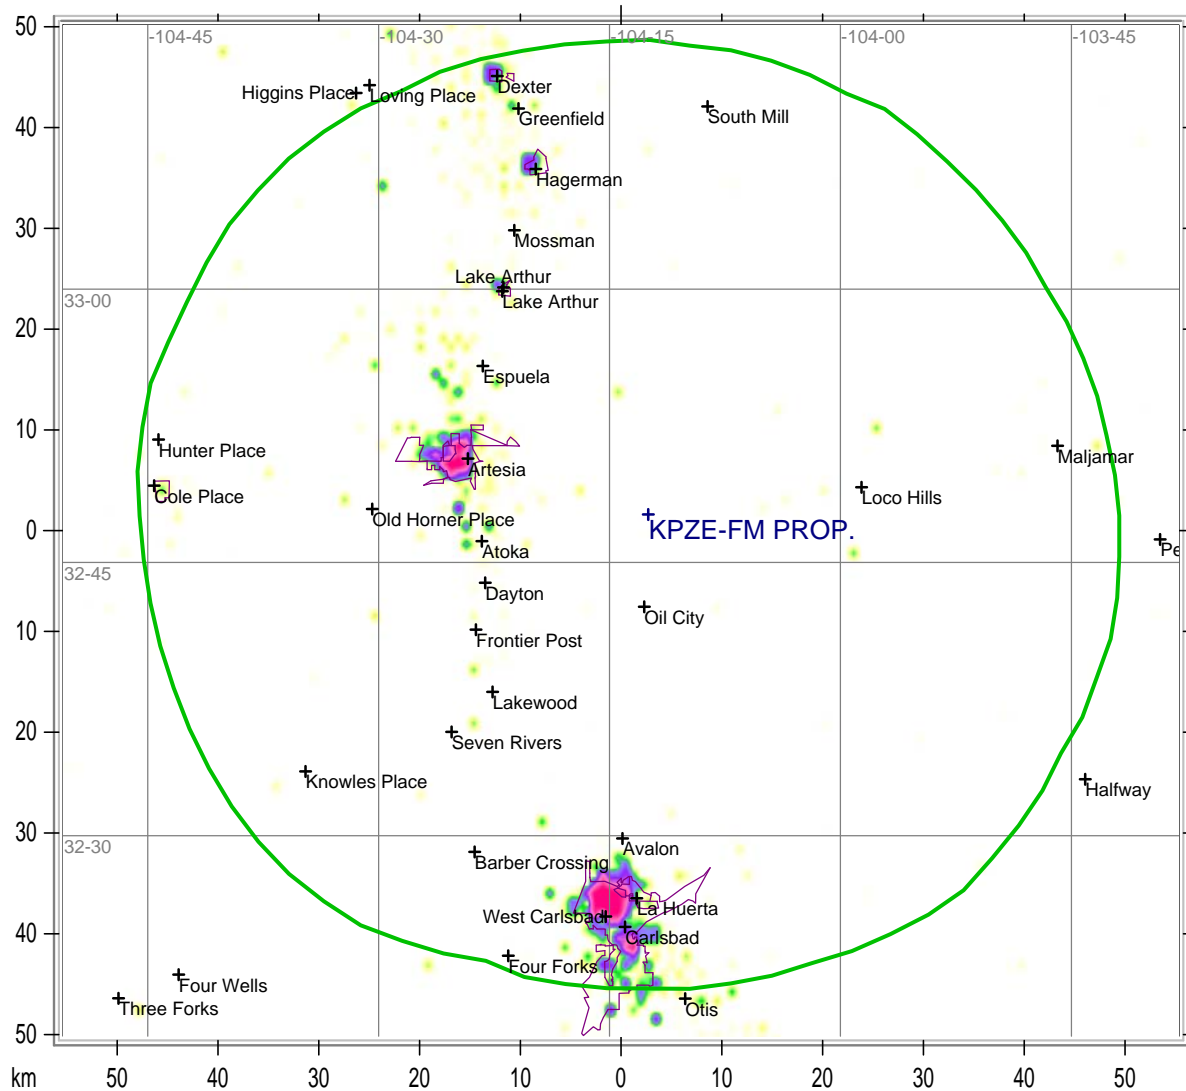 50
-104-45
-104-30
-104-15
-104-00
-103-45
Dexter
Higgins Place
Loving Place
Greenfield
South Mill
40
Hagerman
30
Mossman
Lake Arthur
33-00
Lake Arthur
20
Espuela
10
Hunter Place
Maljamar
Artesia
Cole Place
Loco Hills
Old Horner Place
KPZE-FM PROP.
0
Atoka
Pe
32-45
Dayton
Oil City
10
Frontier Post
Lakewood
20
Seven Rivers
Knowles Place
Halfway
30
32-30
Avalon
Barber Crossing
La Huerta
West Carlsbad
40
Carlsbad
Four Forks
Four Wells
Three Forks
Otis
50
km
50
40
30
20
10
0
10
20
30
40
50